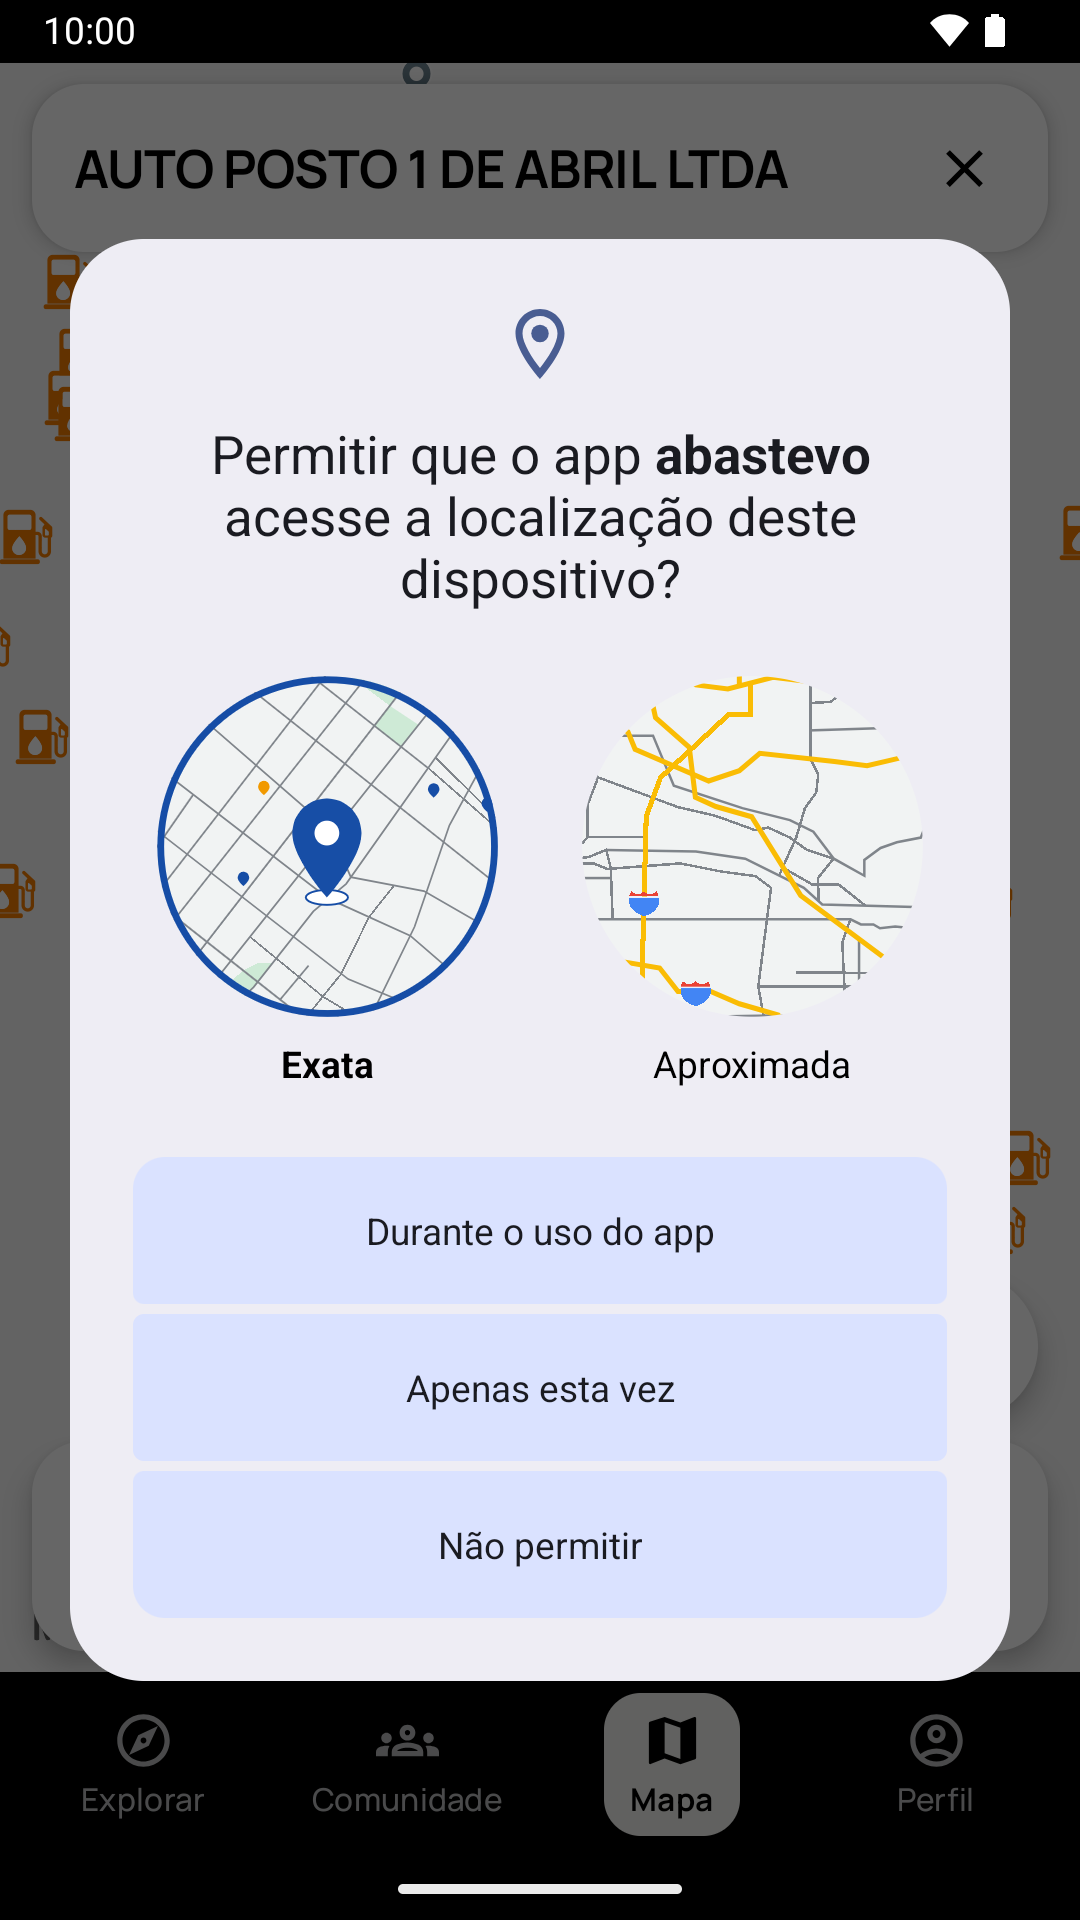 10:00
AUTO POSTO 1 DE ABRIL LTDA
Permitir que o app abastevo
acesse a localização deste
dispositivo?
Exata
Aproximada
Durante o uso do app
Apenas esta vez
Não permitir
Explorar
Comunidade
Mapa
Perfil